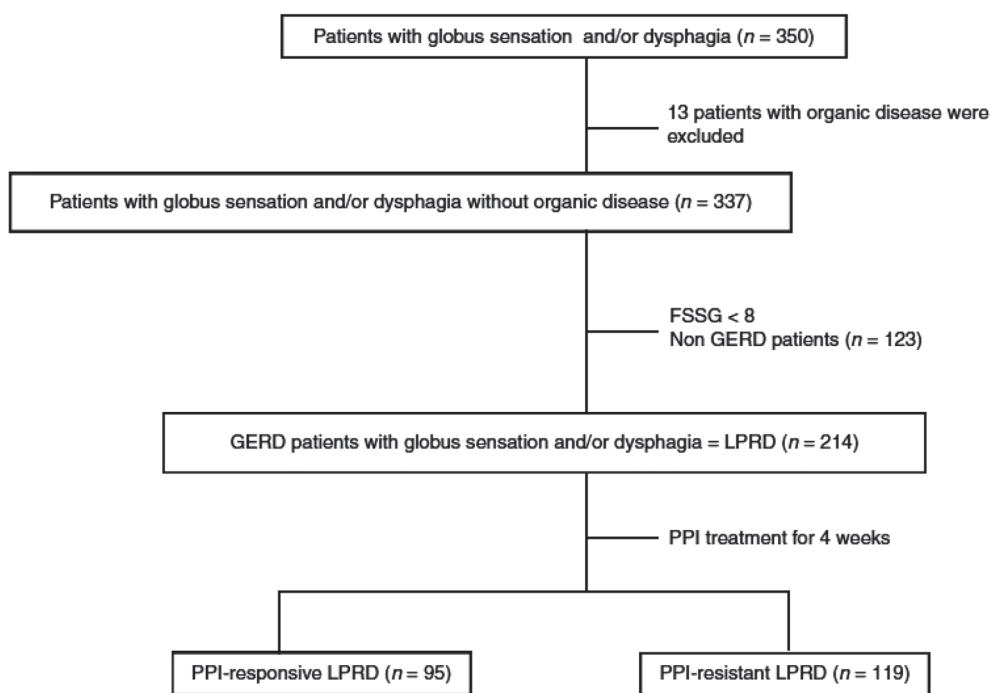 Patients with globus sensation and/or dysphagia (n = 350)
13 patients with organic disease were
excluded
Patients with globus sensation and/or dysphagia without organic disease (n = 337)
FSSG < 8
Non GERD patients (n = 123)
GERD patients with globus sensation and/or dysphagia = LPRD (n = 214)
PPI treatment for 4 weeks
PPI-responsive LPRD (n = 95)
PPI-resistant LPRD (n = 119)